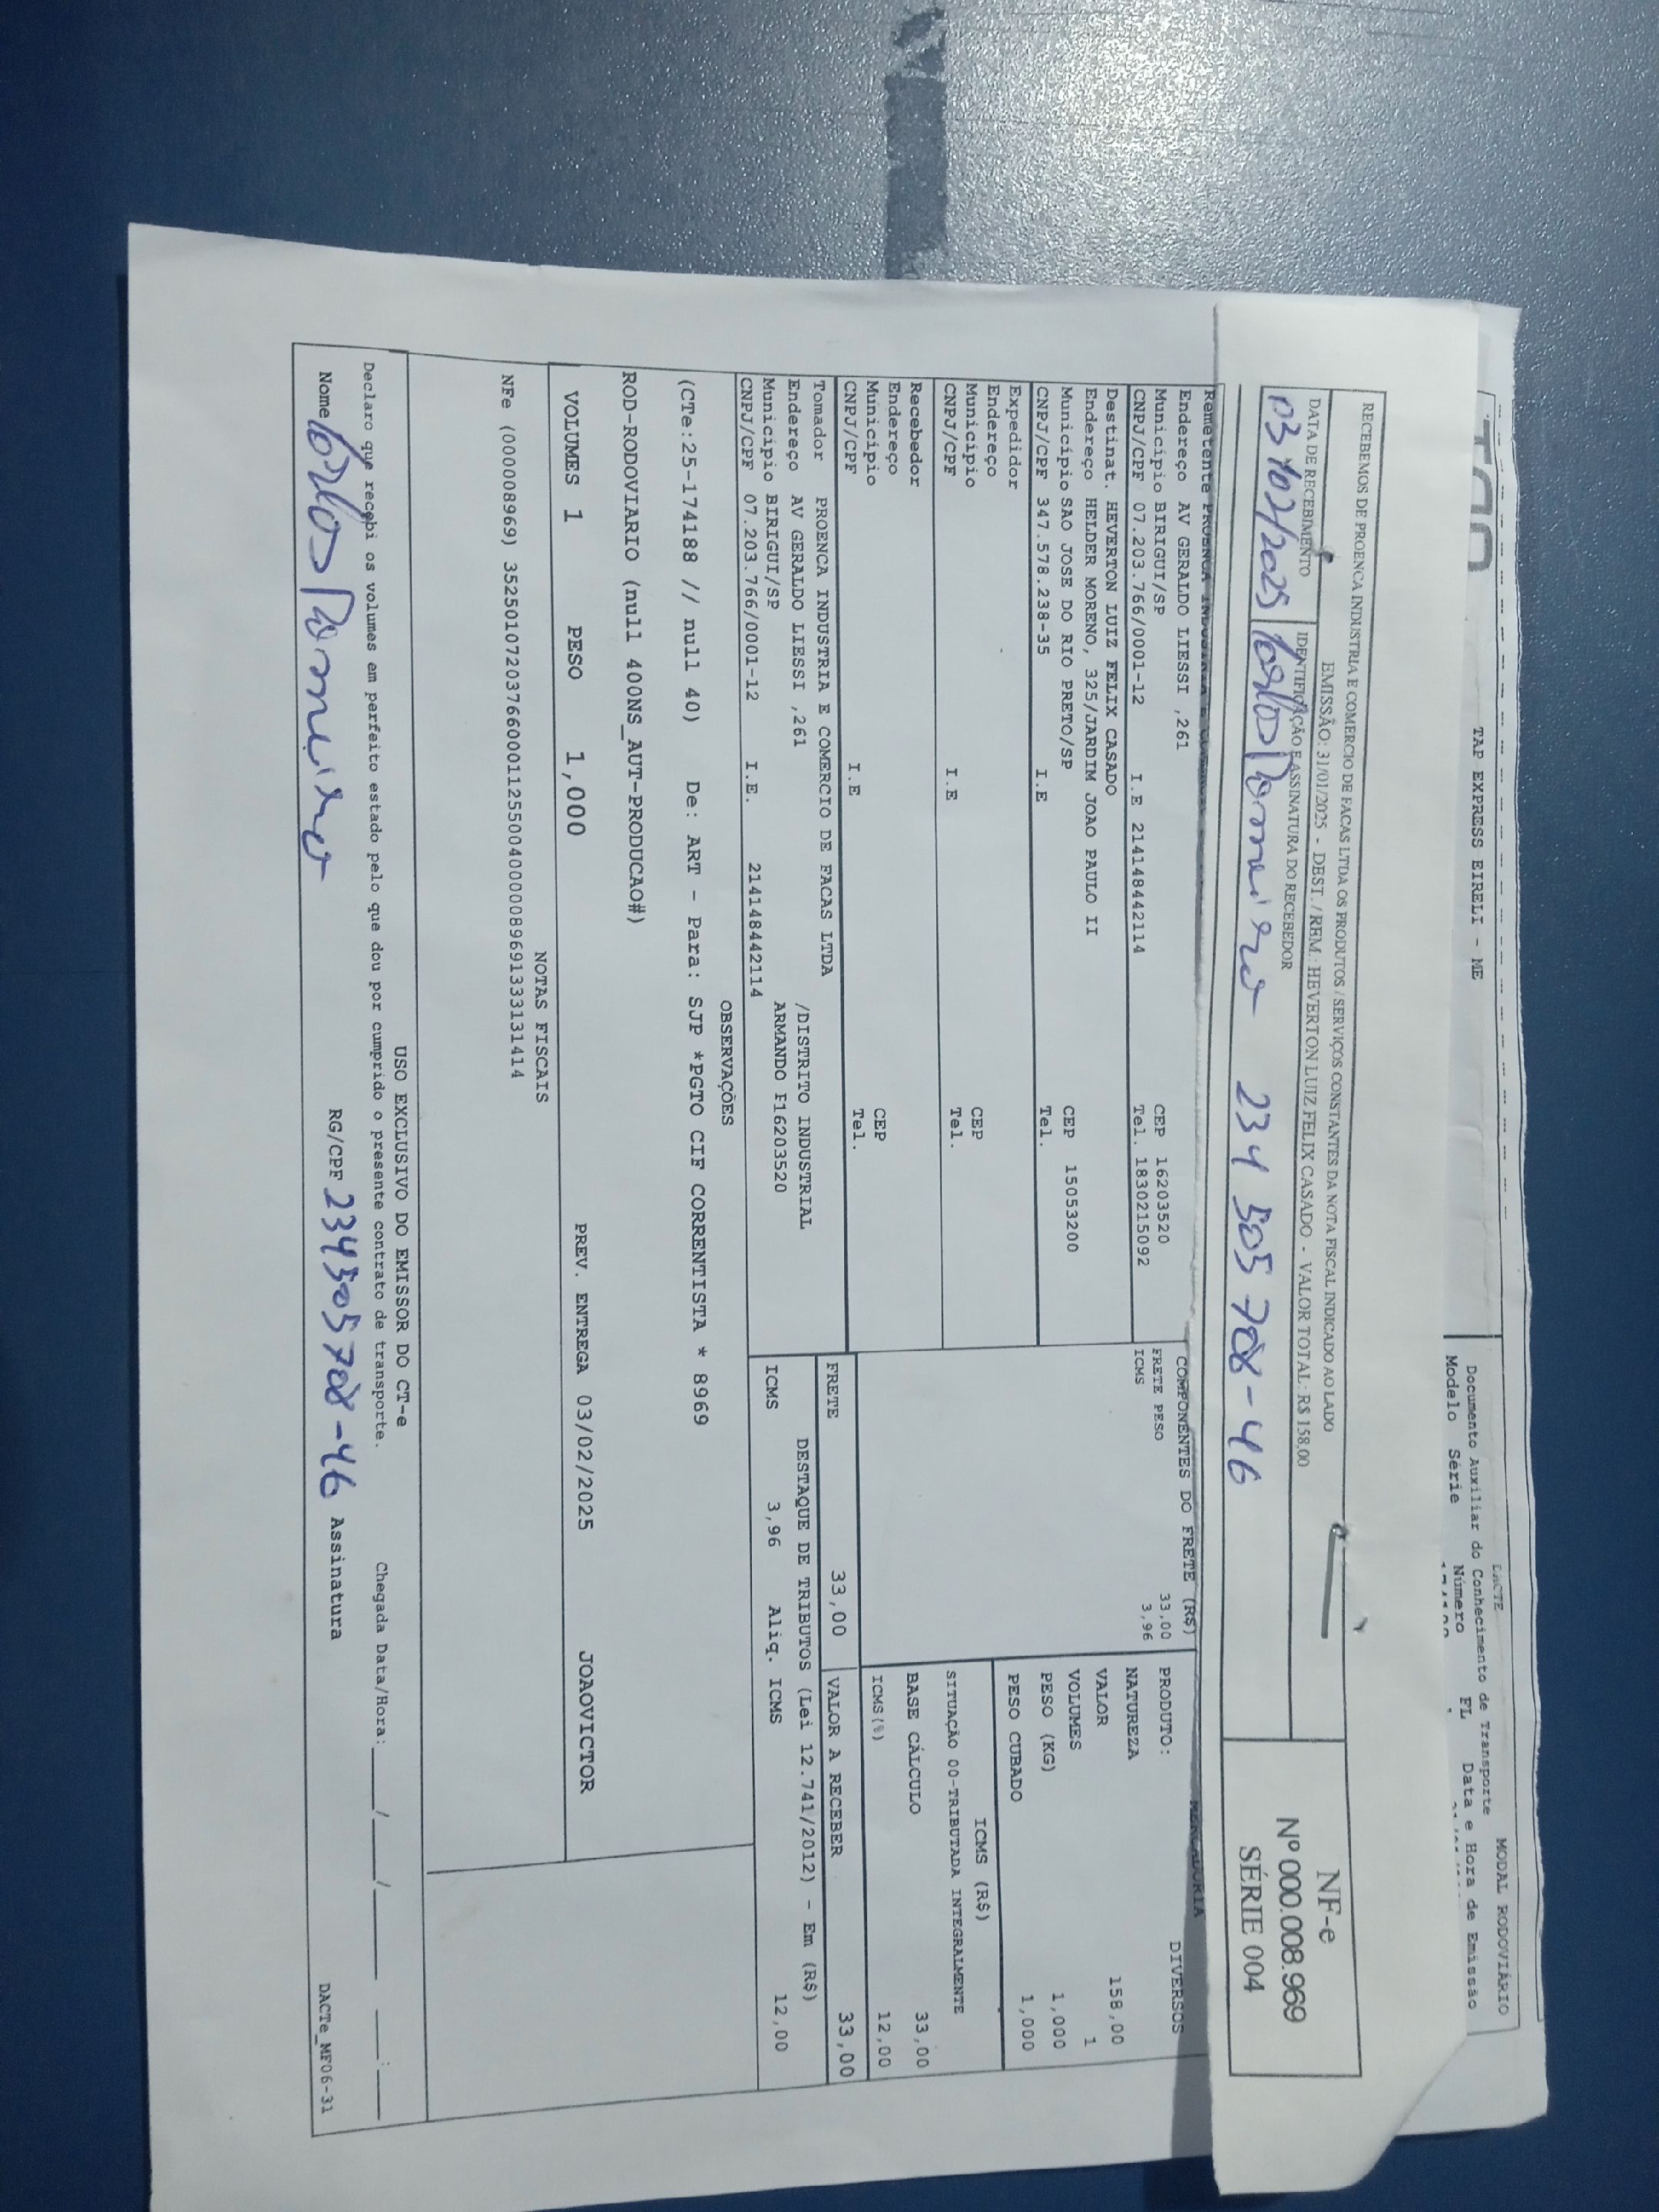 TAP EXPRESS EIRELI - ME
DACTE
MODAL RODOVIÁRIO
Documento Auxiliar do Conhecimento de Transporte
Modelo Série Número FL Data e Hora de Emissão
RECEBEMOS DE PROENCA INDUSTRIA E COMERCIO DE FACAS LTDA OS PRODUTOS / SERVIÇOS CONSTANTES DA NOTA FISCAL INDICADO AO LADO
EMISSÃO: 31/01/2025 - DEST. / REM.: HEVERTON LUIZ FELIX CASADO - VALOR TOTAL: R$ 158,00
DATA DE RECEBIMENTO
IDENTIFICAÇÃO E ASSINATURA DO RECEBEDOR
03/02/2025 234 505 708-46
NF-e
Nº 000.008.969
SÉRIE 004
Remetente PROENCA INDUSTRIA E
Endereço AV GERALDO LIESSI ,261
Município BIRIGUI/SP CEP 16203520
CNPJ/CPF 07.203.766/0001-12 I.E 214148442114 Tel. 1830215092
Destinat. HEVERTON LUIZ FELIX CASADO
Endereço HELDER MORENO, 325/JARDIM JOAO PAULO II
Município SAO JOSE DO RIO PRETO/SP CEP 15053200
CNPJ/CPF 347.578.238-35 I.E Tel.
Expedidor
Endereço
Município CEP
CNPJ/CPF I.E Tel.
Recebedor
Endereço
Município CEP
CNPJ/CPF I.E Tel.
Tomador PROENCA INDUSTRIA E COMERCIO DE FACAS LTDA
Endereço AV GERALDO LIESSI ,261 /DISTRITO INDUSTRIAL
Município BIRIGUI/SP ARMANDO F16203520
CNPJ/CPF 07.203.766/0001-12 I.E. 214148442114
COMPONENTES DO FRETE (R$)
FRETE PESO 33,00
ICMS 3,96
MERCADORIA
PRODUTO: DIVERSOS
NATUREZA
VALOR 158,00
VOLUMES 1
PESO (KG) 1,000
PESO CUBADO 1,000
ICMS (R$)
SITUAÇÃO 00-TRIBUTADA INTEGRALMENTE
BASE CÁLCULO 33,00
ICMS(%) 12,00
FRETE 33,00 VALOR A RECEBER 33,00
DESTAQUE DE TRIBUTOS (Lei 12.741/2012) - Em (R$)
ICMS 3,96 Aliq. ICMS 12,00
OBSERVAÇÕES
(CTe:25-174188 // null 40) De: ART - Para: SJP *PGTO CIF CORRENTISTA * 8969
ROD-RODOVIARIO (null 400NS_AUT-PRODUCAO#)
VOLUMES 1 PESO 1,000 PREV. ENTREGA 03/02/2025 JOAOVICTOR
NOTAS FISCAIS
NFe (000008969) 35250107203766000112550040000089691333131414
USO EXCLUSIVO DO EMISSOR DO CT-e
Declaro que recebi os volumes em perfeito estado pelo que dou por cumprido o presente contrato de transporte. Chegada Data/Hora:____/____/______ ___:___
Nome RG/CPF 234505708-46 Assinatura
DACTe_MF06-31